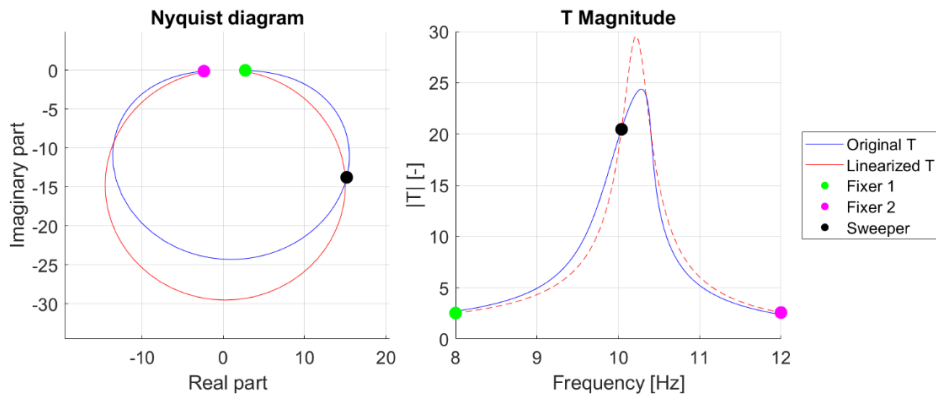 Nyquist diagram
0
-5
-10
-15
-20
-25
-30
-10
0
10
20
Real part
Imaginary part
T Magnitude
30
25
20
15
10
5
0
8
9
10
11
12
Frequency [Hz]
|T| [-]
Original T
Linearized T
Fixer 1
Fixer 2
Sweeper